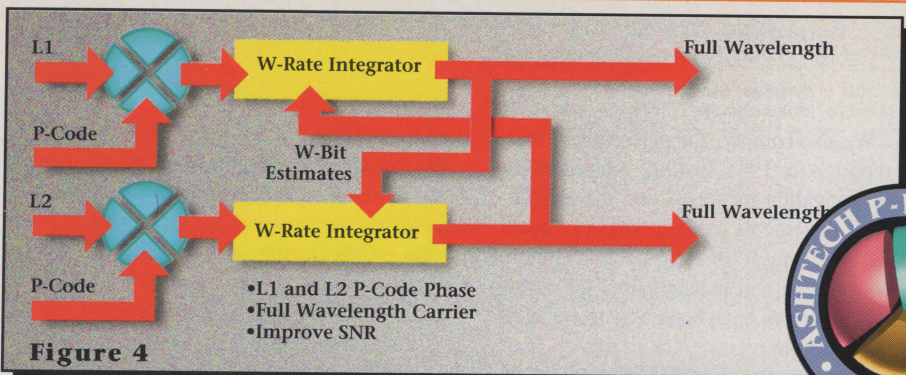 L1
W-Rate Integrator
Full Wavelength
P-Code
W-Bit
Estimates
L2
W-Rate Integrator
Full Wavelength
P-Code
•L1 and L2 P-Code Phase
•Full Wavelength Carrier
•Improve SNR
Figure 4
ASHTECH P-